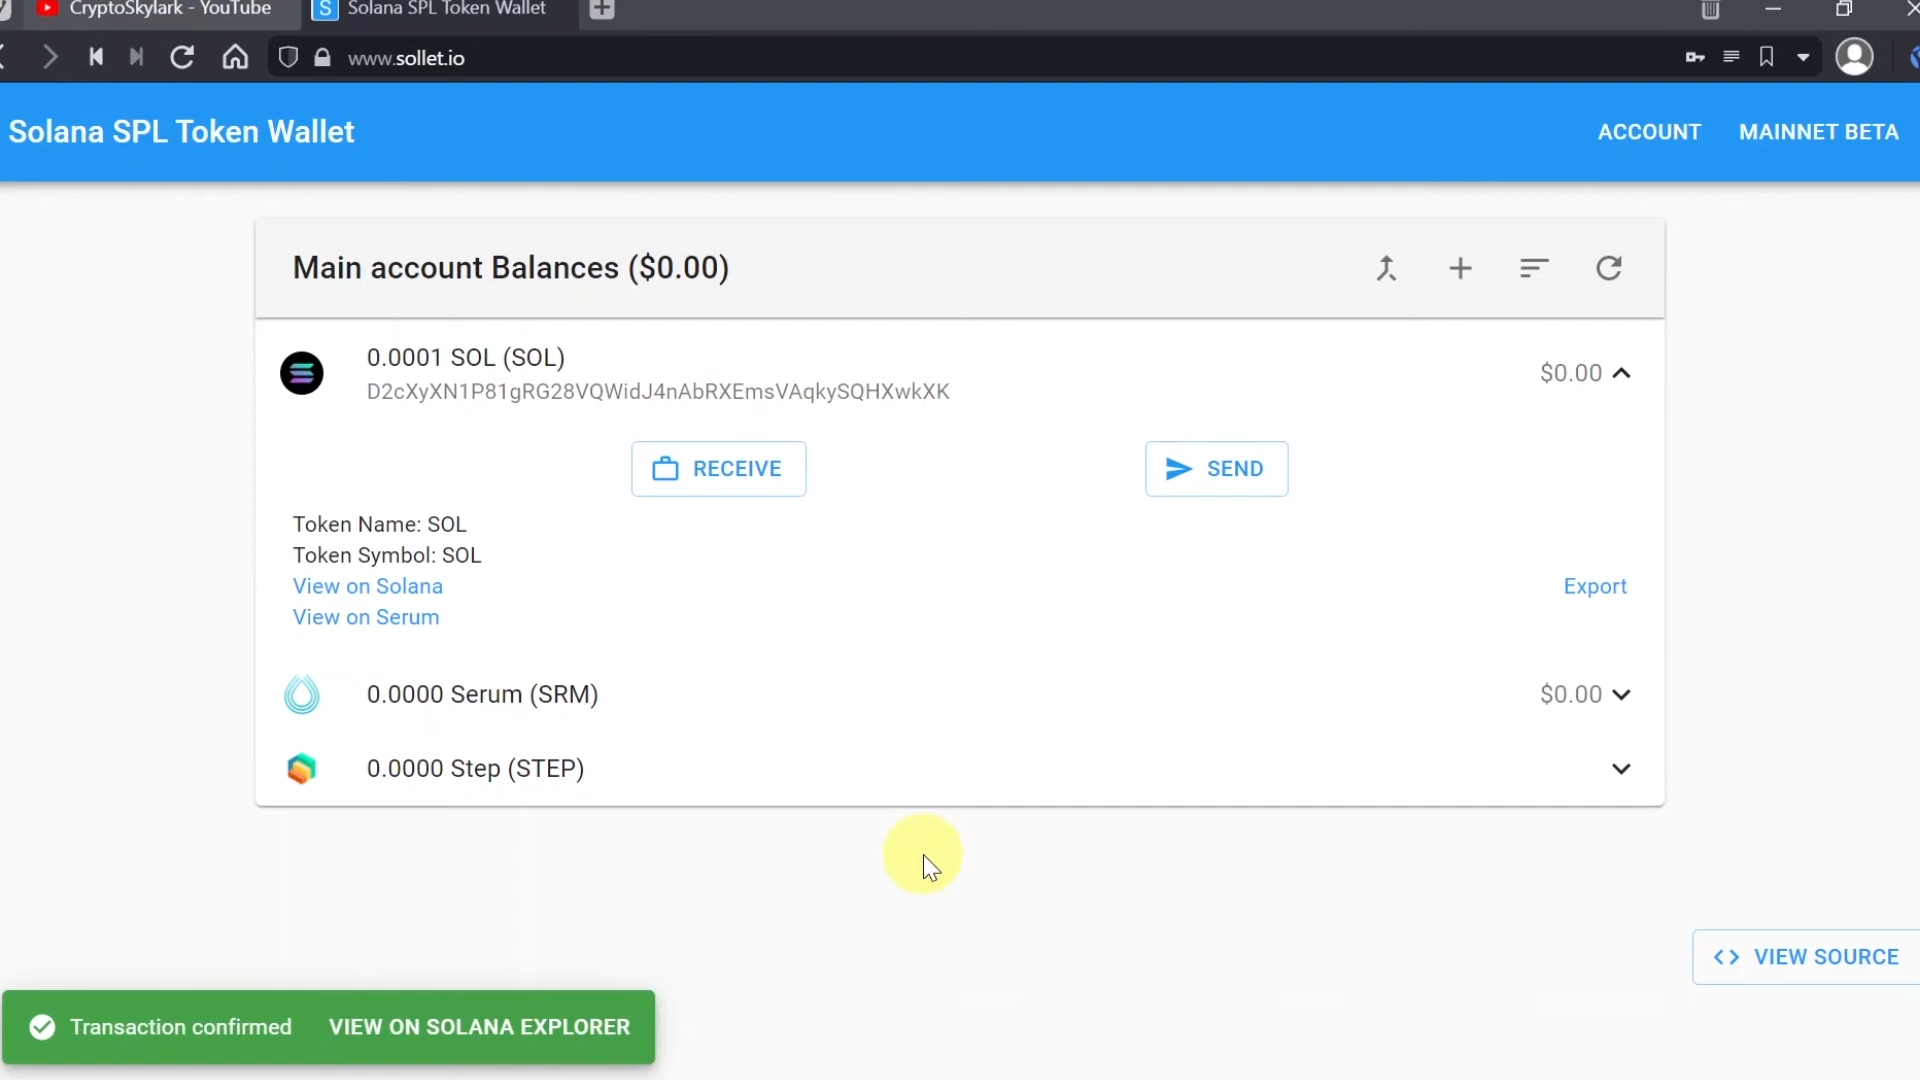 CryptoSkylark - YouTube
S Solana SPL Token Wallet
www.sollet.io
Solana SPL Token Wallet
ACCOUNT
MAINNET BETA
Main account Balances ($0.00)
0.0001 SOL (SOL)
D2cXyXN1P81gRG28VQWidJ4nAbRXEmsVAqkySQHXwkXK
$0.00
RECEIVE
SEND
Token Name: SOL
Token Symbol: SOL
View on Solana
Export
View on Serum
0.0000 Serum (SRM)
$0.00
0.0000 Step (STEP)
VIEW SOURCE
Transaction confirmed
VIEW ON SOLANA EXPLORER